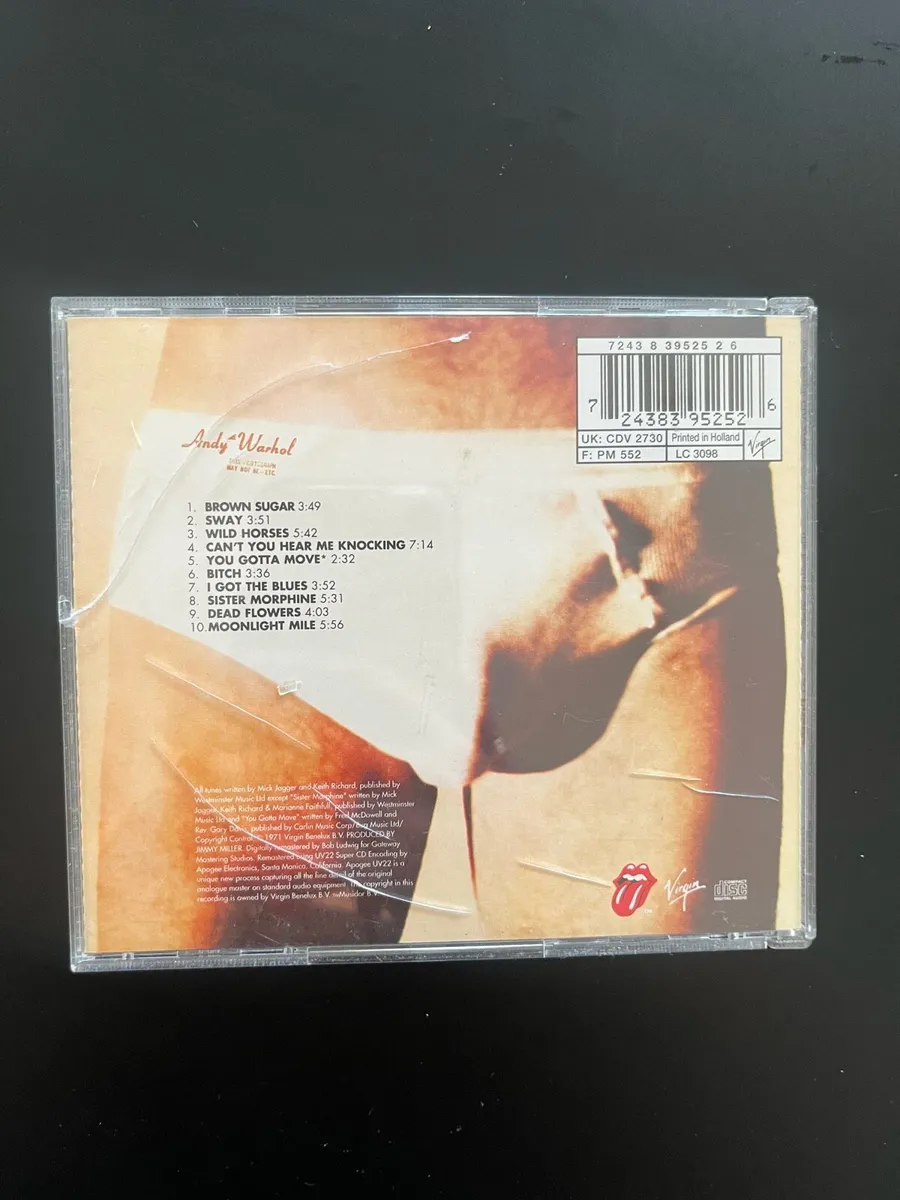 7243 8 39525 2 6
7 24383 95252 6
UK: CDV 2730 Printed in Holland Virgin
F: PM 552 LC 3098
Andy Warhol
MAY NOT BE ETC.
1. BROWN SUGAR 3:49
2. SWAY 3:51
3. WILD HORSES 5:42
4. CAN'T YOU HEAR ME KNOCKING 7:14
5. YOU GOTTA MOVE* 2:32
6. BITCH 3:36
7. I GOT THE BLUES 3:52
8. SISTER MORPHINE 5:31
9. DEAD FLOWERS 4:03
10. MOONLIGHT MILE 5:56
All tunes written by Mick Jagger and Keith Richard, published by
Westminster Music Ltd except "Sister Morphine" written by Mick
Jagger, Keith Richard & Marianne Faithfull, published by Westminster
Music Ltd and "You Gotta Move" written by Fred McDowell and
Rev. Gary Davis, published by Carlin Music Corp/ Music Ltd/
Copyright Control. 1971 Virgin Benelux B.V. PRODUCED BY
JIMMY MILLER. Digitally remastered by Bob Ludwig for Gateway
Mastering Studios. Remastered using UV22 Super CD Encoding by
Apogee Electronics, Santa Monica, California. Apogee UV22 is a
unique new process capturing all the fine detail of the original
analogue master on standard audio equipment. The copyright in this
recording is owned by Virgin Benelux B.V. Musidor B.V.
Virgin
COMPACT
disc
DIGITAL AUDIO